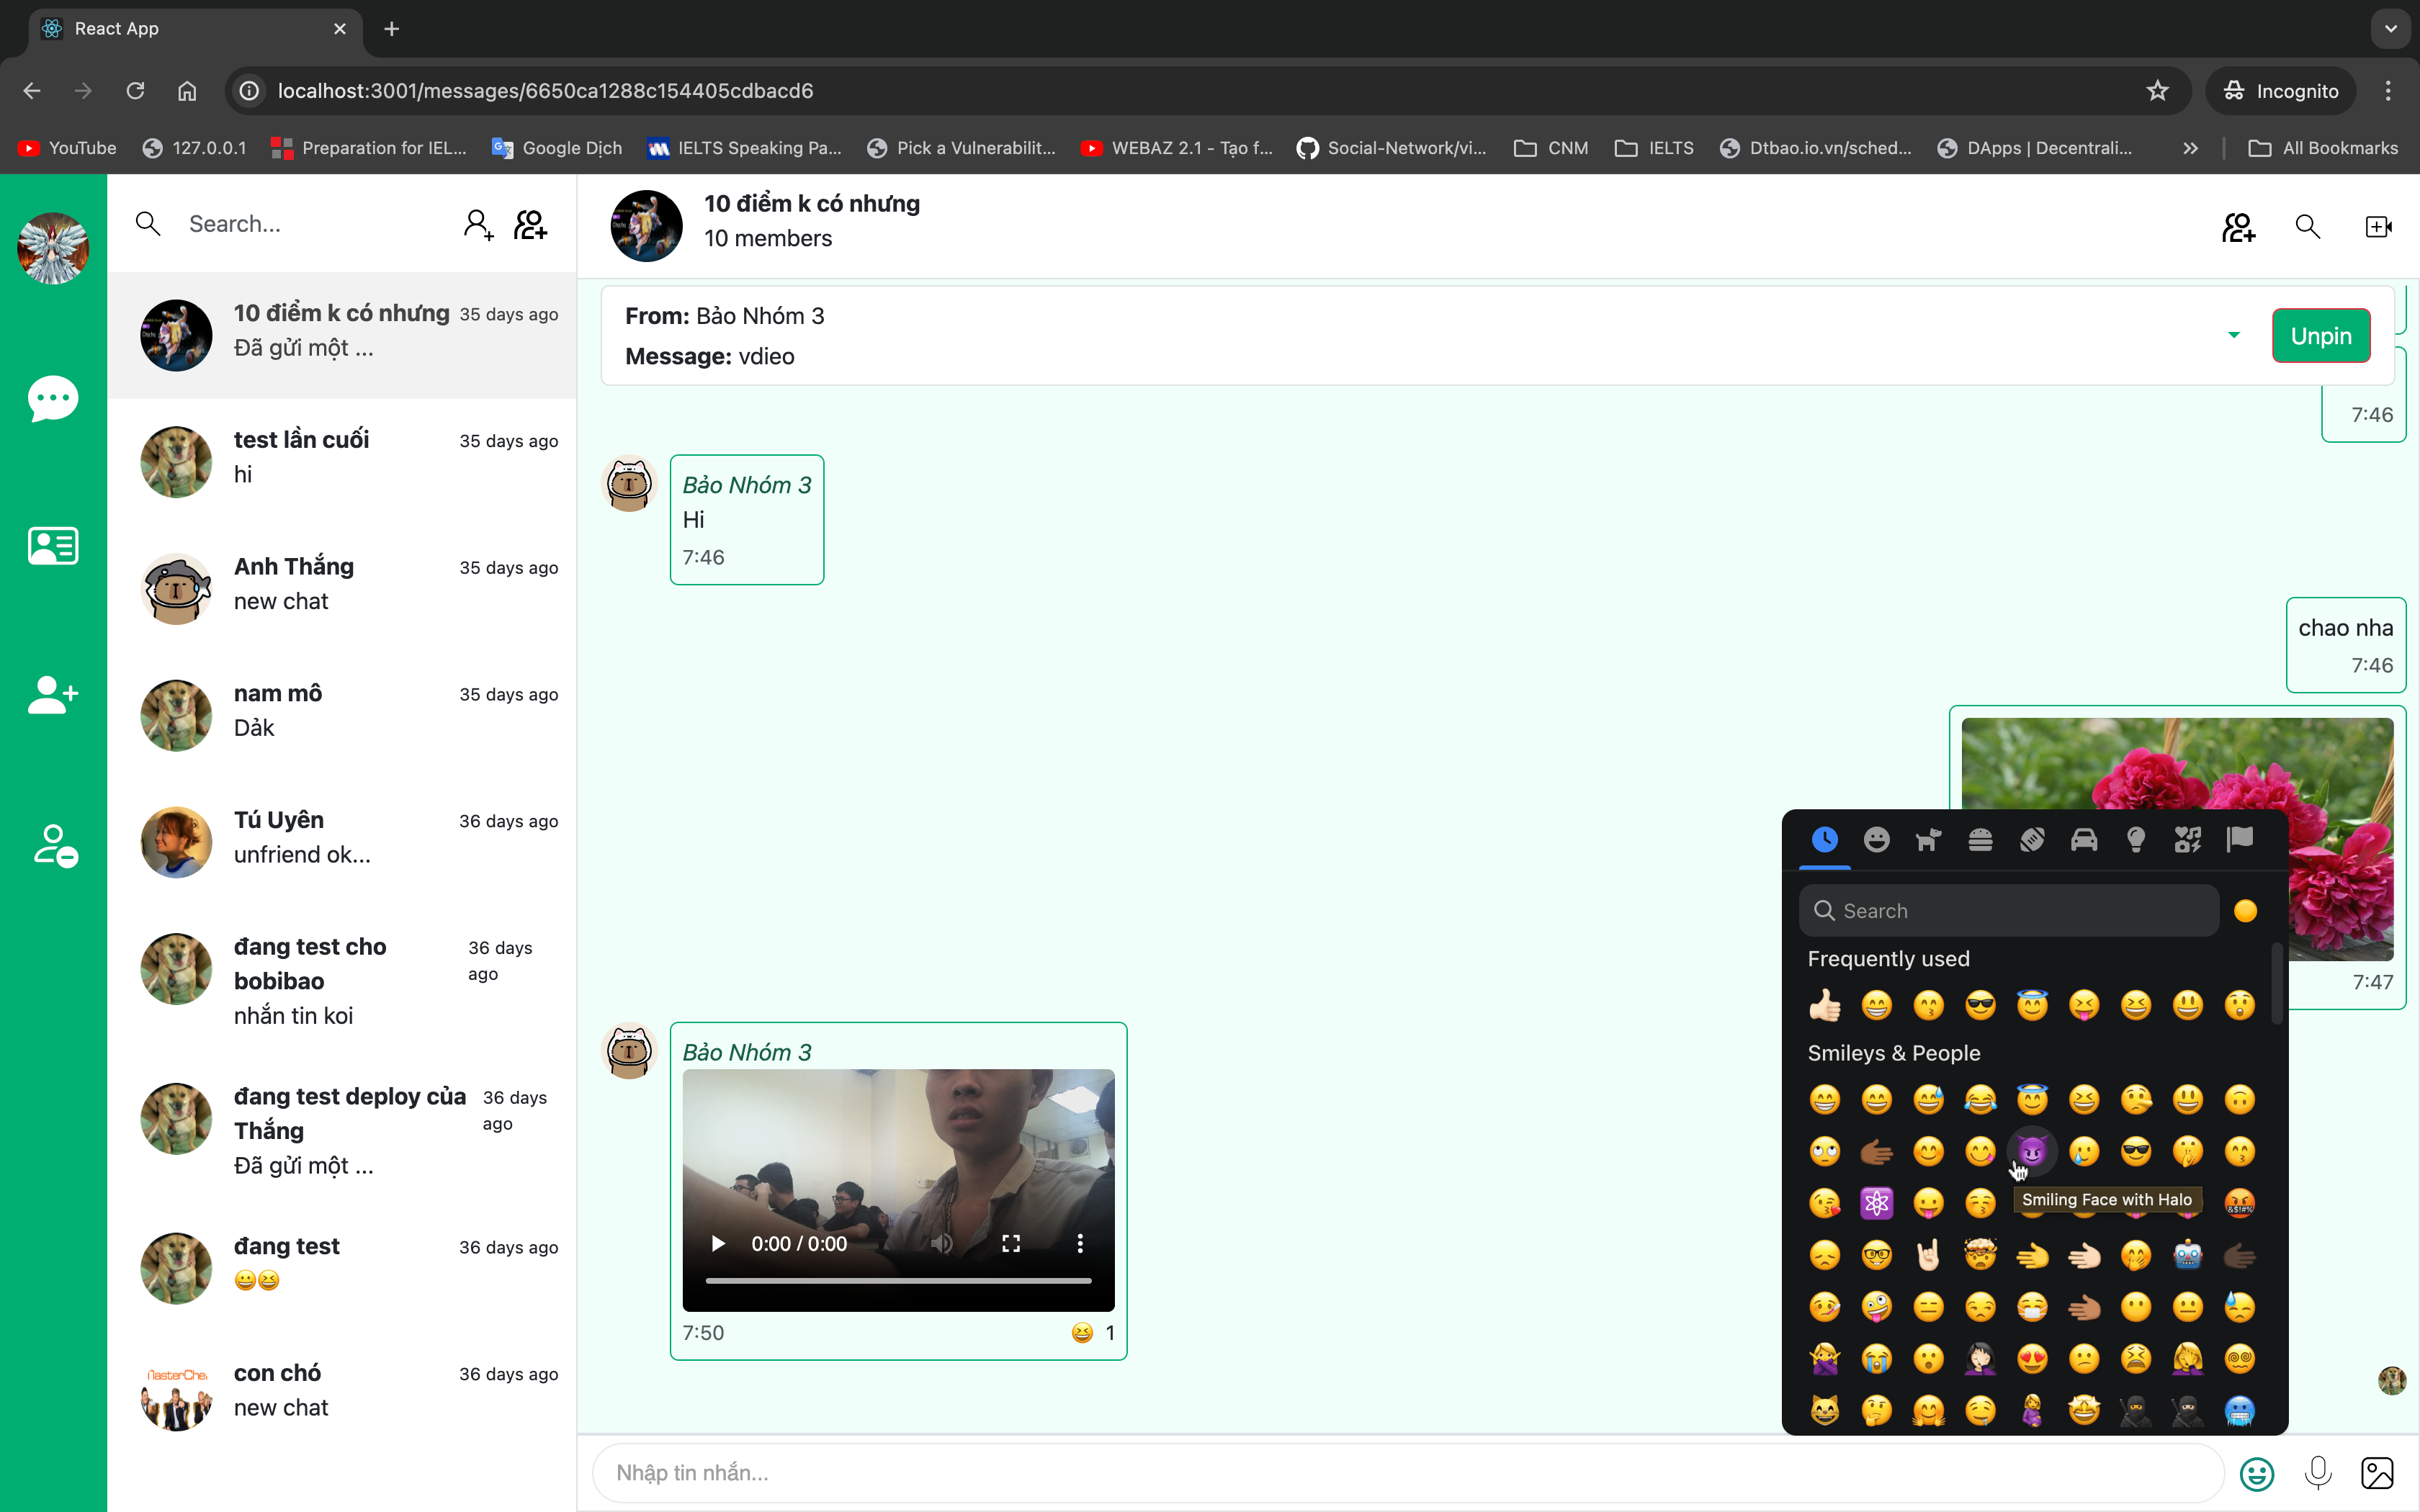 React App
localhost:3001/messages/6650ca1288c154405cdbacd6
Incognito
YouTube
127.0.0.1
Preparation for IEL...
Google Dịch
IELTS Speaking Pa...
Pick a Vulnerabilit...
WEBAZ 2.1 - Tạo f...
Social-Network/vi...
CNM
IELTS
Dtbao.io.vn/sched...
DApps | Decentrali...
All Bookmarks
Search...
10 điểm k có nhưng 35 days ago
Đã gửi một ...
test lần cuối 35 days ago
hi
Anh Thắng 35 days ago
new chat
nam mô 35 days ago
Dảk
Tú Uyên 36 days ago
unfriend ok...
đang test cho bobibao 36 days ago
nhắn tin koi
đang test deploy của Thắng 36 days ago
Đã gửi một ...
đang test 36 days ago
😀😆
con chó 36 days ago
new chat
10 điểm k có nhưng
10 members
From: Bảo Nhóm 3
Message: vdieo
Unpin
7:46
Bảo Nhóm 3
Hi
7:46
chao nha
7:46
7:47
Bảo Nhóm 3
0:00 / 0:00
7:50
😆 1
Search
Frequently used
Smileys & People
Smiling Face with Halo
Nhập tin nhắn...